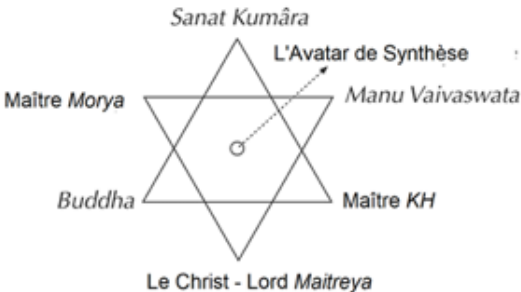 Sanat Kumâra
L'Avatar de Synthèse
Maître Morya
Manu Vaivaswata
Buddha
Maître KH
Le Christ - Lord Maitreya